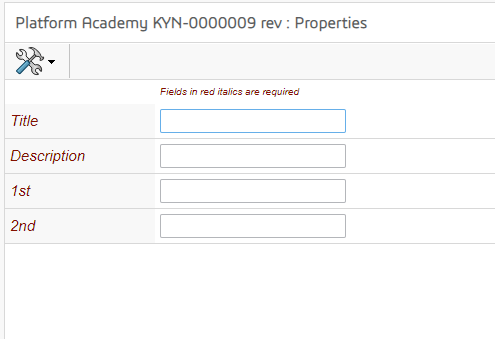 Platform Academy KYN-0000009 rev : Properties
Fields in red italics are required
Title
Description
1st
2nd